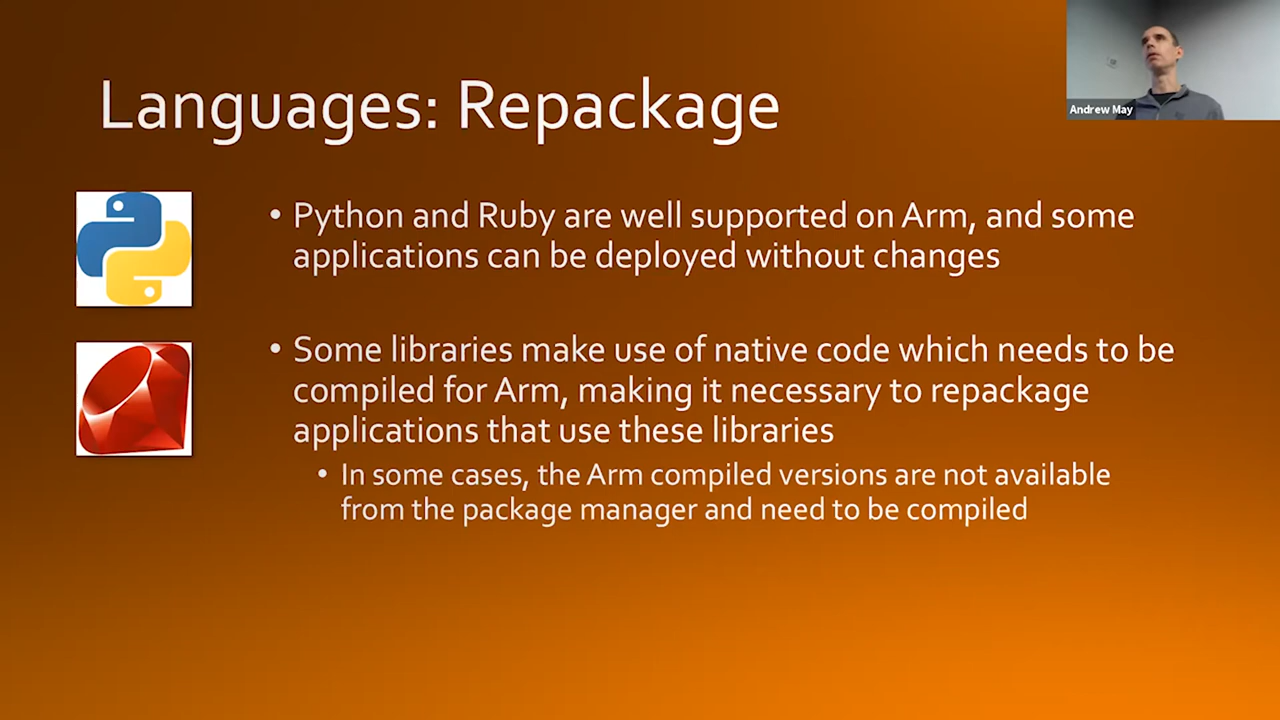 Languages: Repackage
Andrew May
• Python and Ruby are well supported on Arm, and some
applications can be deployed without changes
• Some libraries make use of native code which needs to be
compiled for Arm, making it necessary to repackage
applications that use these libraries
• In some cases, the Arm compiled versions are not available
from the package manager and need to be compiled